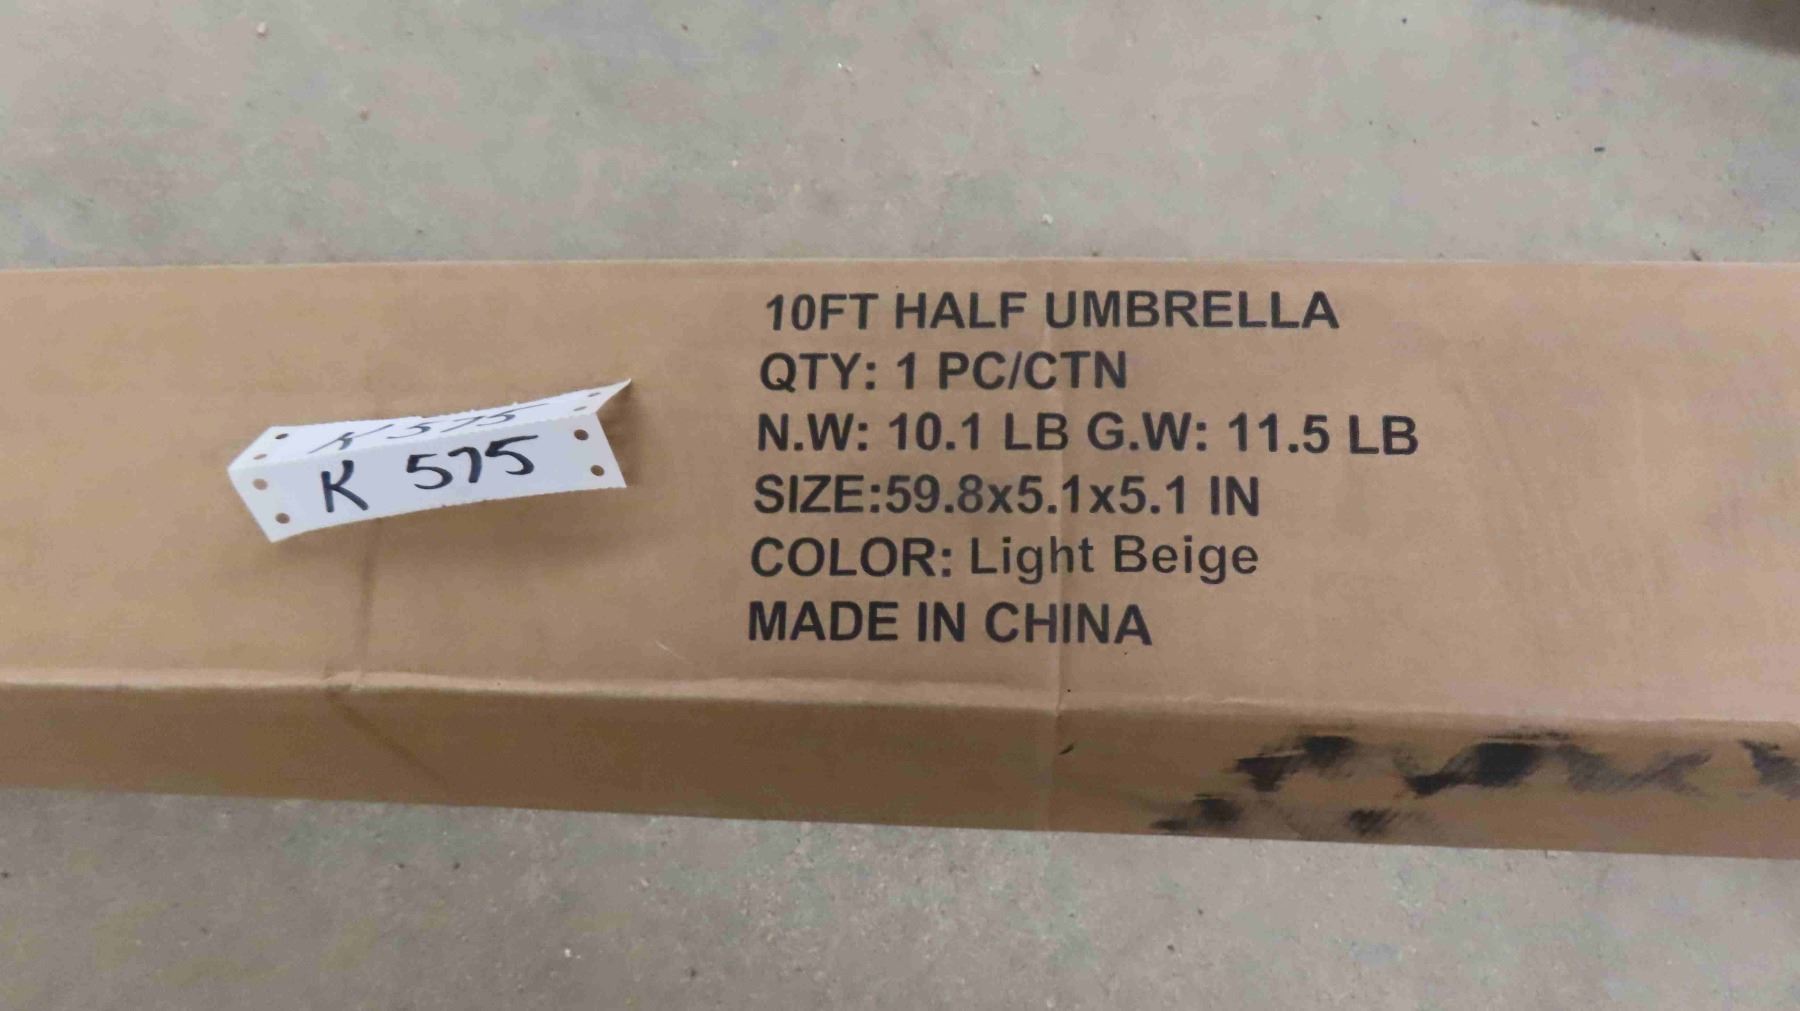 K 575
K 575
10FT HALF UMBRELLA
QTY: 1 PC/CTN
N.W: 10.1 LB G.W: 11.5 LB
SIZE:59.8x5.1x5.1 IN
COLOR: Light Beige
MADE IN CHINA